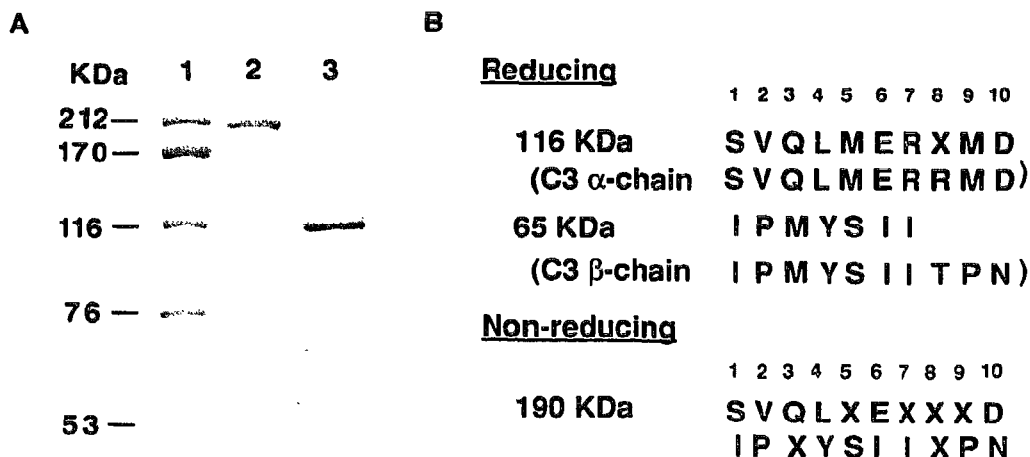 A
KDa 1 2 3
212
170
116
76
53
B
Reducing
1 2 3 4 5 6 7 8 9 10
116 KDa S V Q L M E R X M D
(C3 α-chain S V Q L M E R R M D)
65 KDa I P M Y S I I
(C3 β-chain I P M Y S I I T P N)
Non-reducing
1 2 3 4 5 6 7 8 9 10
190 KDa S V Q L X E X X X D
I P X Y S I I X P N